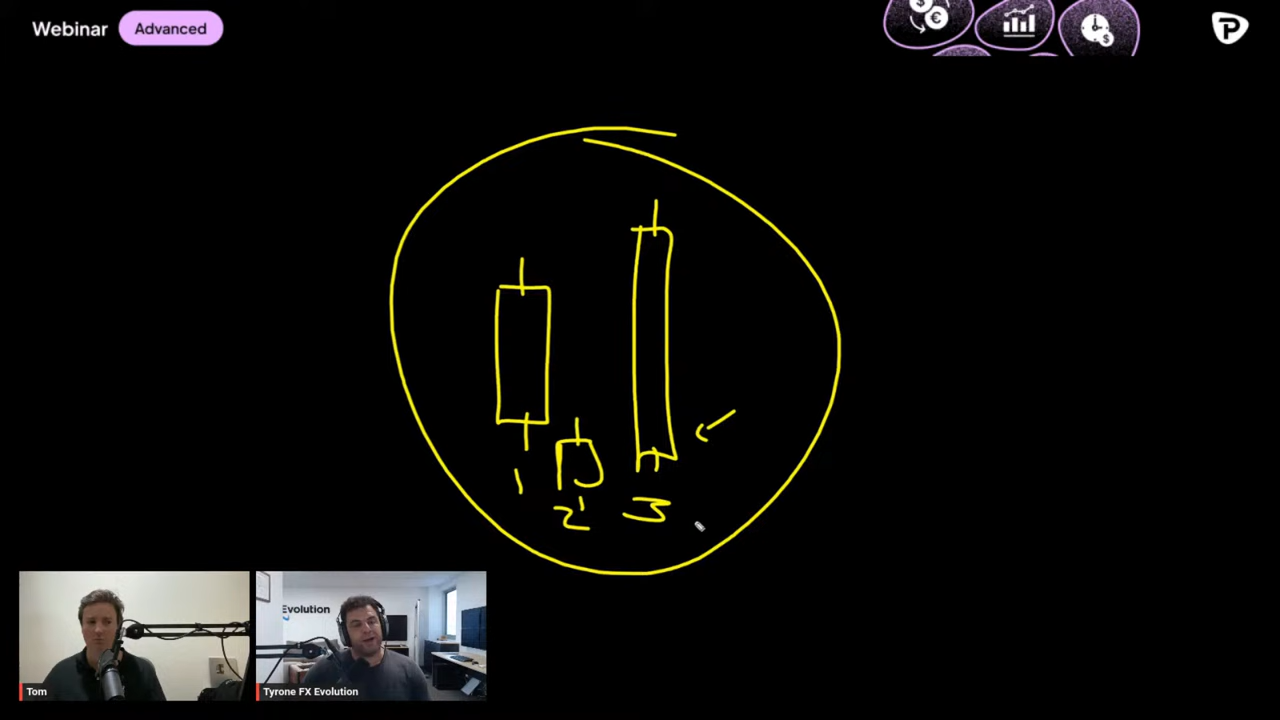 Webinar
Advanced
1
2
3
Evolution
Tom
Tyrone FX Evolution